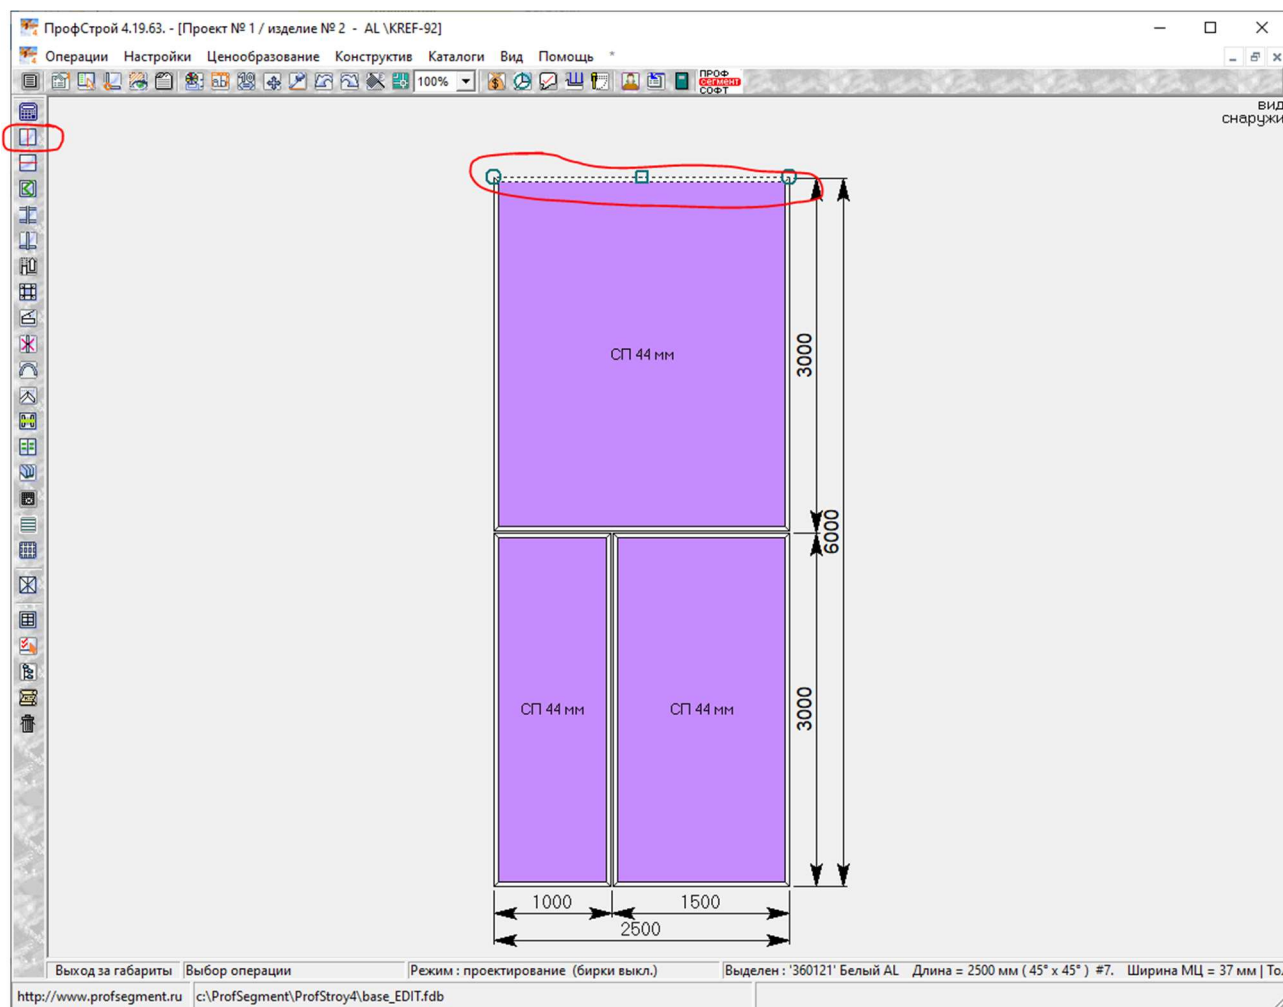 ПрофСтрой 4.19.63. - [Проект № 1 / изделие № 2 - AL \KREF-92]
Операции Настройки Ценообразование Конструктив Каталоги Вид Помощь *
100% ПРОФ
СЕГМЕНТ
СОФТ
вид
снаружи
СП 44 мм
3000
6000
СП 44 мм
СП 44 мм
3000
1000
1500
2500
Выход за габариты Выбор операции Режим : проектирование (бирки выкл.) Выделен : '360121' Белый AL Длина = 2500 мм ( 45° x 45° ) #7. Ширина МЦ = 37 мм | То.
http://www.profsegment.ru c:\ProfSegment\ProfStroy4\base_EDIT.fdb